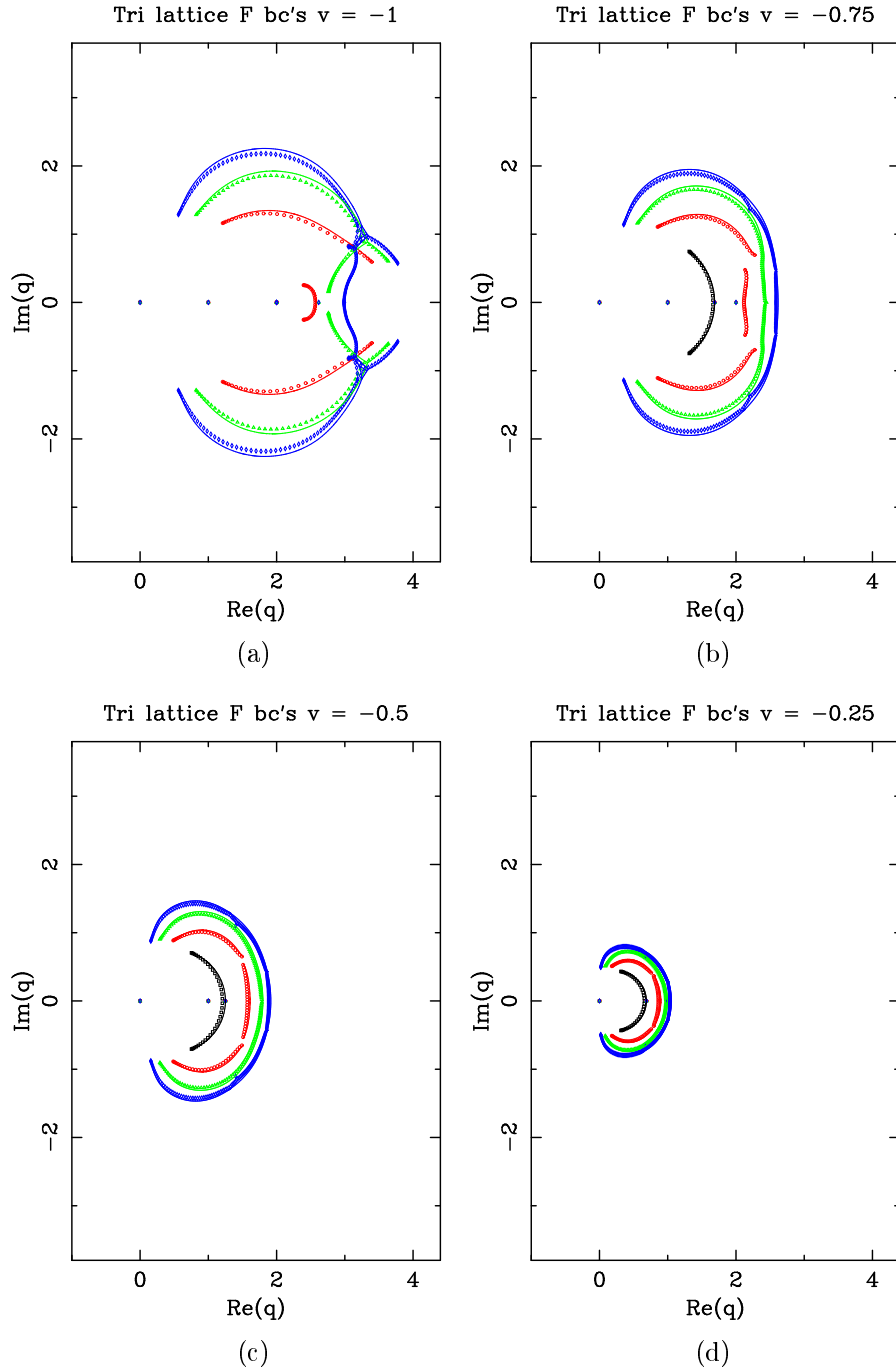 Tri lattice F bc's v = −1
Im(q)
2
0
−2
0 2 4
Re(q)
(a)
Tri lattice F bc's v = −0.75
Im(q)
2
0
−2
0 2 4
Re(q)
(b)
Tri lattice F bc's v = −0.5
Im(q)
2
0
−2
0 2 4
Re(q)
(c)
Tri lattice F bc's v = −0.25
Im(q)
2
0
−2
0 2 4
Re(q)
(d)